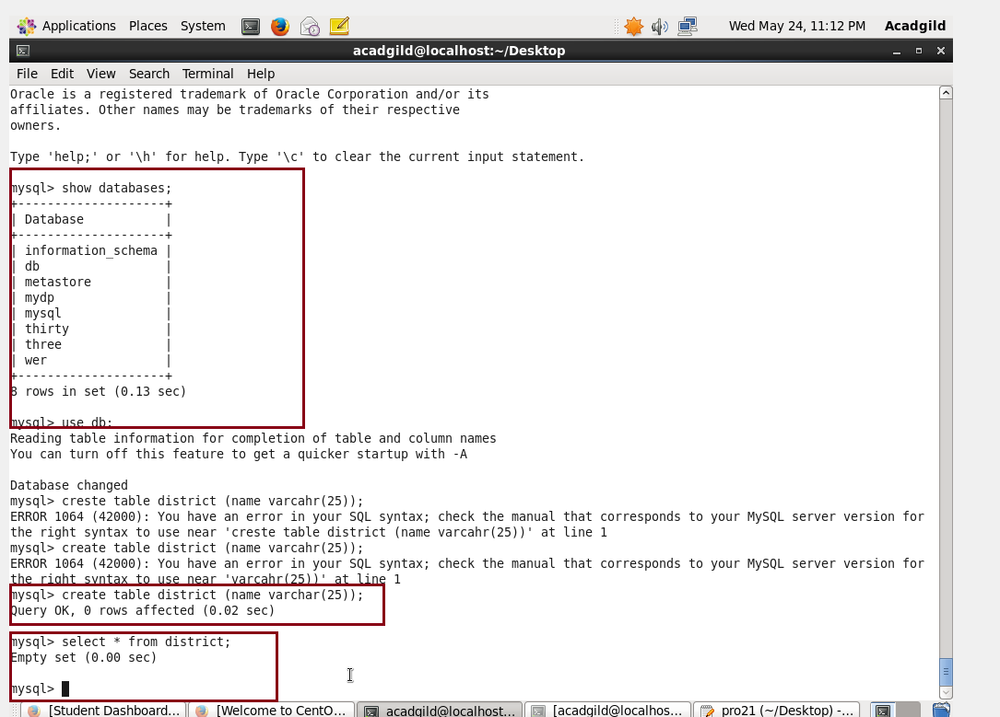 Applications Places System Wed May 24, 11:12 PM Acadgild
acadgild@localhost:~/Desktop
File Edit View Search Terminal Help
Oracle is a registered trademark of Oracle Corporation and/or its
affiliates. Other names may be trademarks of their respective
owners.
Type 'help;' or '\h' for help. Type '\c' to clear the current input statement.
mysql> show databases;
+--------------------+
| Database           |
+--------------------+
| information_schema |
| db                 |
| metastore          |
| mydp               |
| mysql              |
| thirty             |
| three              |
| wer                |
+--------------------+
8 rows in set (0.13 sec)
mysql> use db;
Reading table information for completion of table and column names
You can turn off this feature to get a quicker startup with -A
Database changed
mysql> creste table district (name varcahr(25));
ERROR 1064 (42000): You have an error in your SQL syntax; check the manual that corresponds to your MySQL server version for
the right syntax to use near 'creste table district (name varcahr(25))' at line 1
mysql> create table district (name varcahr(25));
ERROR 1064 (42000): You have an error in your SQL syntax; check the manual that corresponds to your MySQL server version for
the right syntax to use near 'varcahr(25))' at line 1
mysql> create table district (name varchar(25));
Query OK, 0 rows affected (0.02 sec)
mysql> select * from district;
Empty set (0.00 sec)
mysql>
[Student Dashboard... [Welcome to CentO... acadgild@localhost... [acadgild@localhos... pro21 (~/Desktop) -...